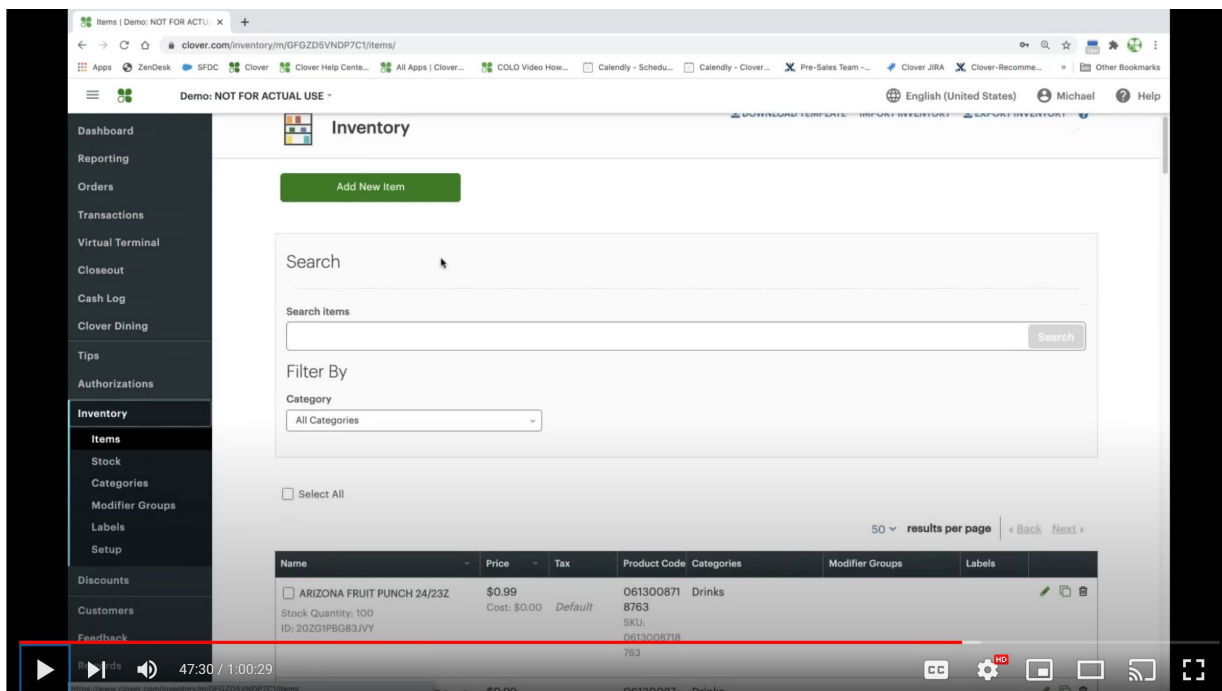 Items | Demo: NOT FOR ACTU
clover.com/inventory/m/GFGZD5VNDP7C1/items/
Apps ZenDesk SFDC Clover Clover Help Cente... All Apps | Clover... COLO Video How... Calendly - Schedu... Calendly - Clover... Pre-Sales Team -... Clover JIRA Clover-Recomme... » Other Bookmarks
Demo: NOT FOR ACTUAL USE English (United States) Michael Help
Inventory
DOWNLOAD TEMPLATE IMPORT INVENTORY EXPORT INVENTORY
Dashboard
Reporting
Orders
Transactions
Virtual Terminal
Closeout
Cash Log
Clover Dining
Tips
Authorizations
Inventory
Items
Stock
Categories
Modifier Groups
Labels
Setup
Discounts
Customers
Feedback
Rewards
Add New Item
Search
Search items
Search
Filter By
Category
All Categories
Select All
50 results per page Back Next
Name Price Tax Product Code Categories Modifier Groups Labels
ARIZONA FRUIT PUNCH 24/23Z $0.99 Default 061300871 Drinks
Stock Quantity: 100 Cost: $0.00 8763
ID: 20ZG1PBG83JVY SKU:
0613008718
763
47:30 / 1:00:29
CC HD